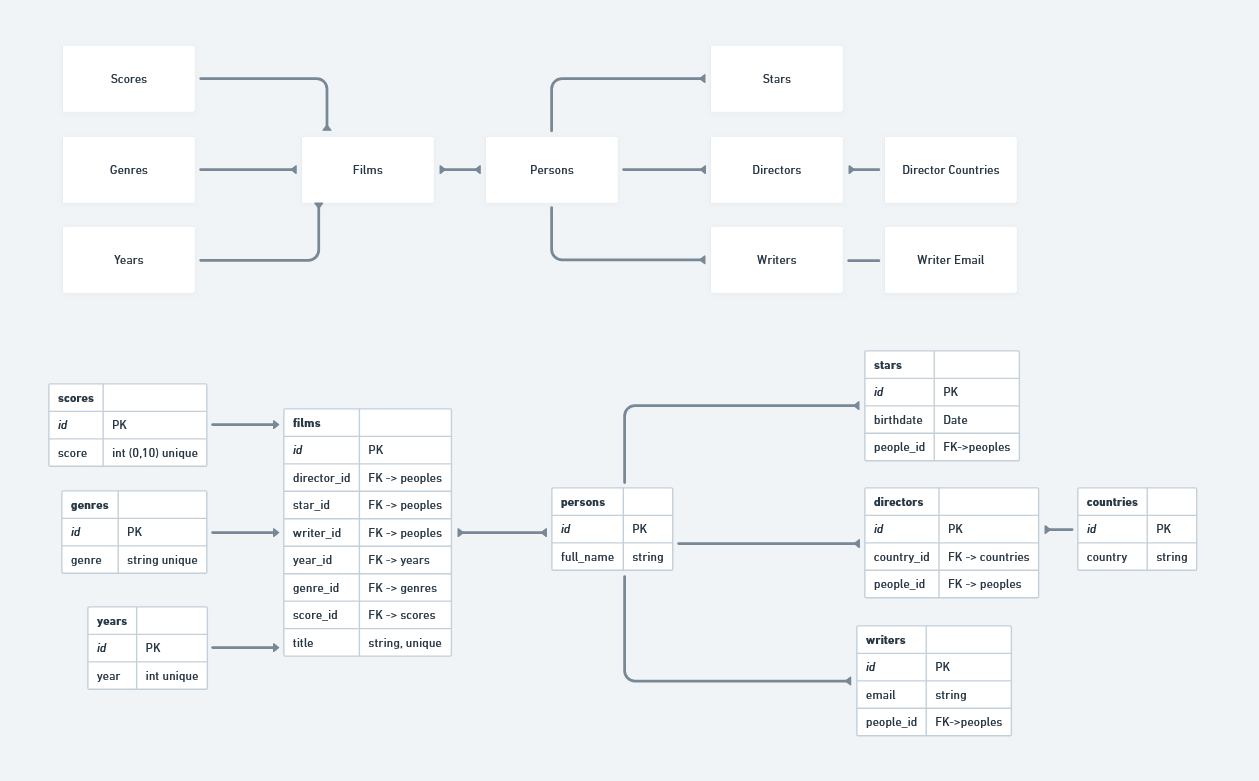 Scores
Stars
Genres
Films
Persons
Directors
Director Countries
Years
Writers
Writer Email
scores
id PK
score int (0,10) unique
genres
id PK
genre string unique
years
id PK
year int unique
films
id PK
director_id FK -> peoples
star_id FK -> peoples
writer_id FK -> peoples
year_id FK -> years
genre_id FK -> genres
score_id FK -> scores
title string, unique
persons
id PK
full_name string
stars
id PK
birthdate Date
people_id FK->peoples
directors
id PK
country_id FK -> countries
people_id FK -> peoples
countries
id PK
country string
writers
id PK
email string
people_id FK->peoples